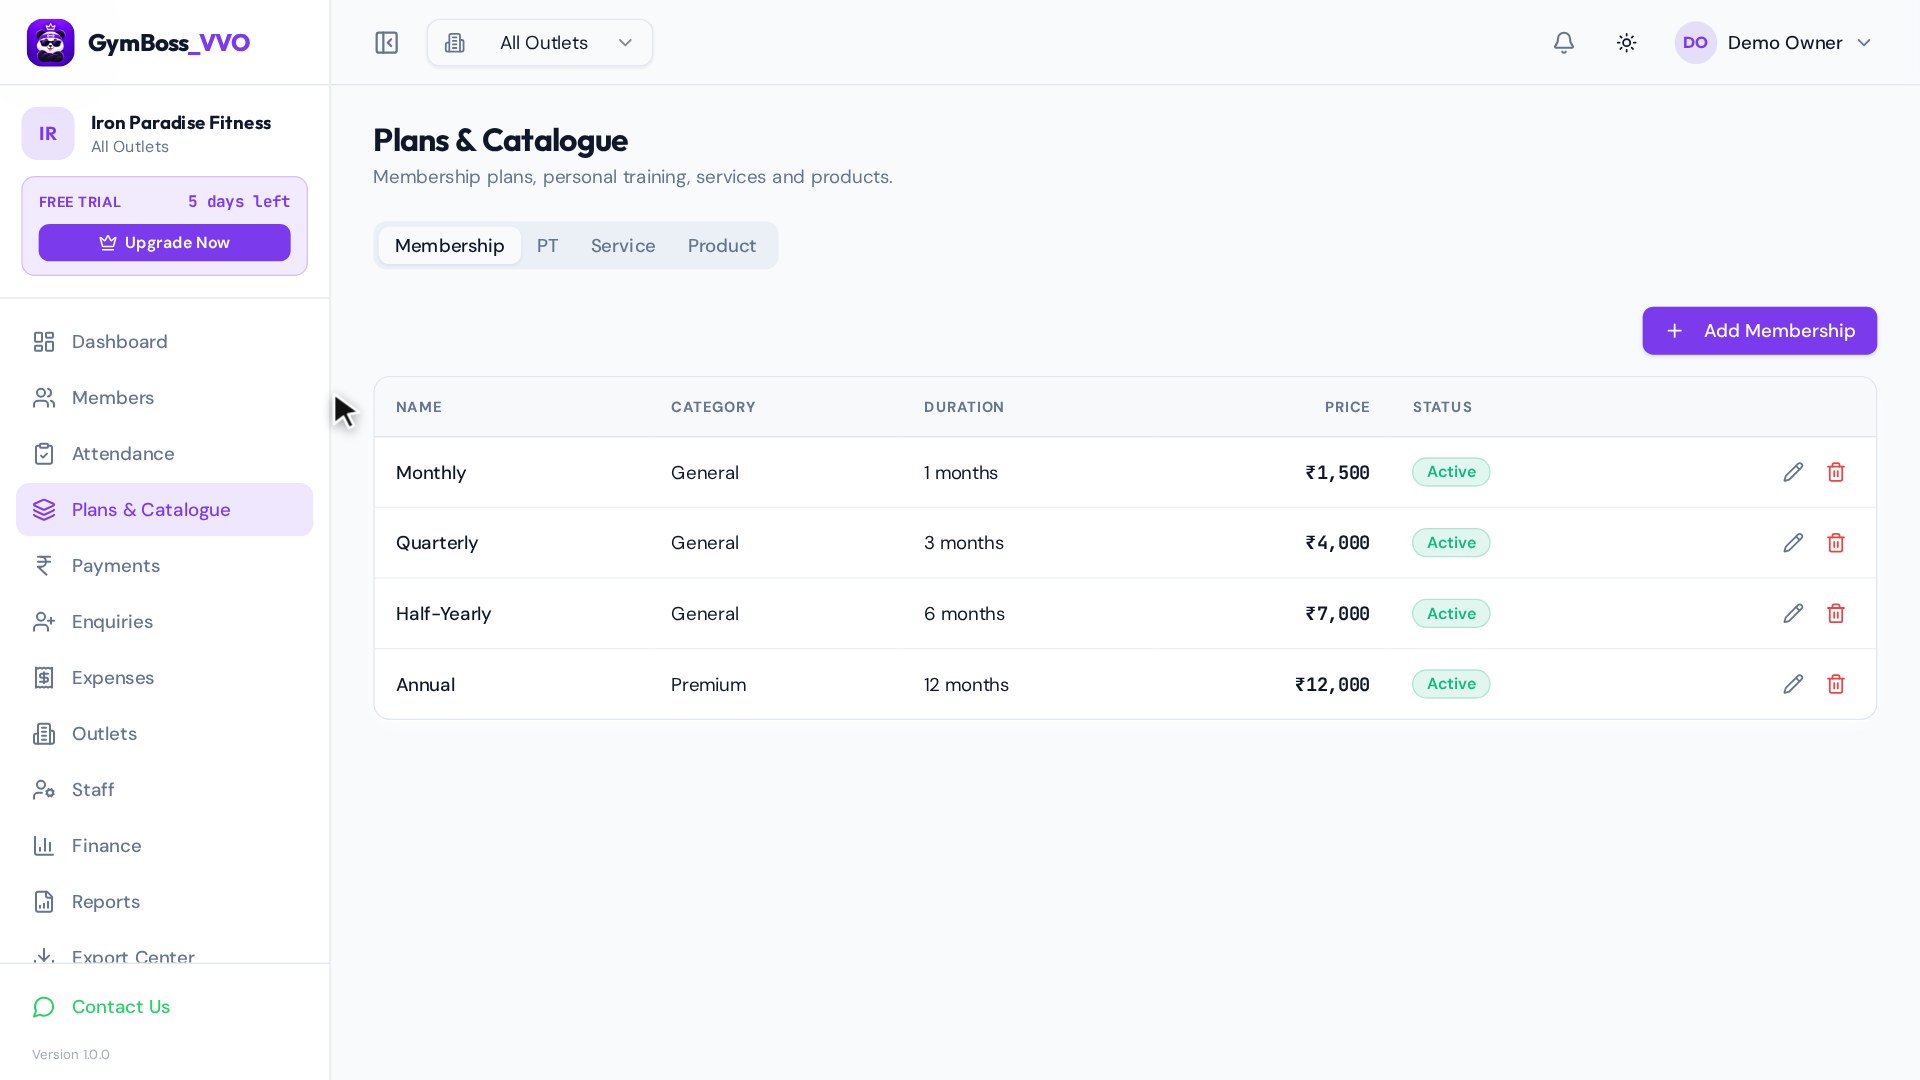 GymBoss_VVO
All Outlets
DO
Demo Owner
IR
Iron Paradise Fitness
All Outlets
FREE TRIAL
5 days left
Upgrade Now
Dashboard
Members
Attendance
Plans & Catalogue
Payments
Enquiries
Expenses
Outlets
Staff
Finance
Reports
Export Center
Contact Us
Version 1.0.0
Plans & Catalogue
Membership plans, personal training, services and products.
Membership PT Service Product
Add Membership
NAME CATEGORY DURATION PRICE STATUS
Monthly General 1 months ₹1,500 Active
Quarterly General 3 months ₹4,000 Active
Half-Yearly General 6 months ₹7,000 Active
Annual Premium 12 months ₹12,000 Active